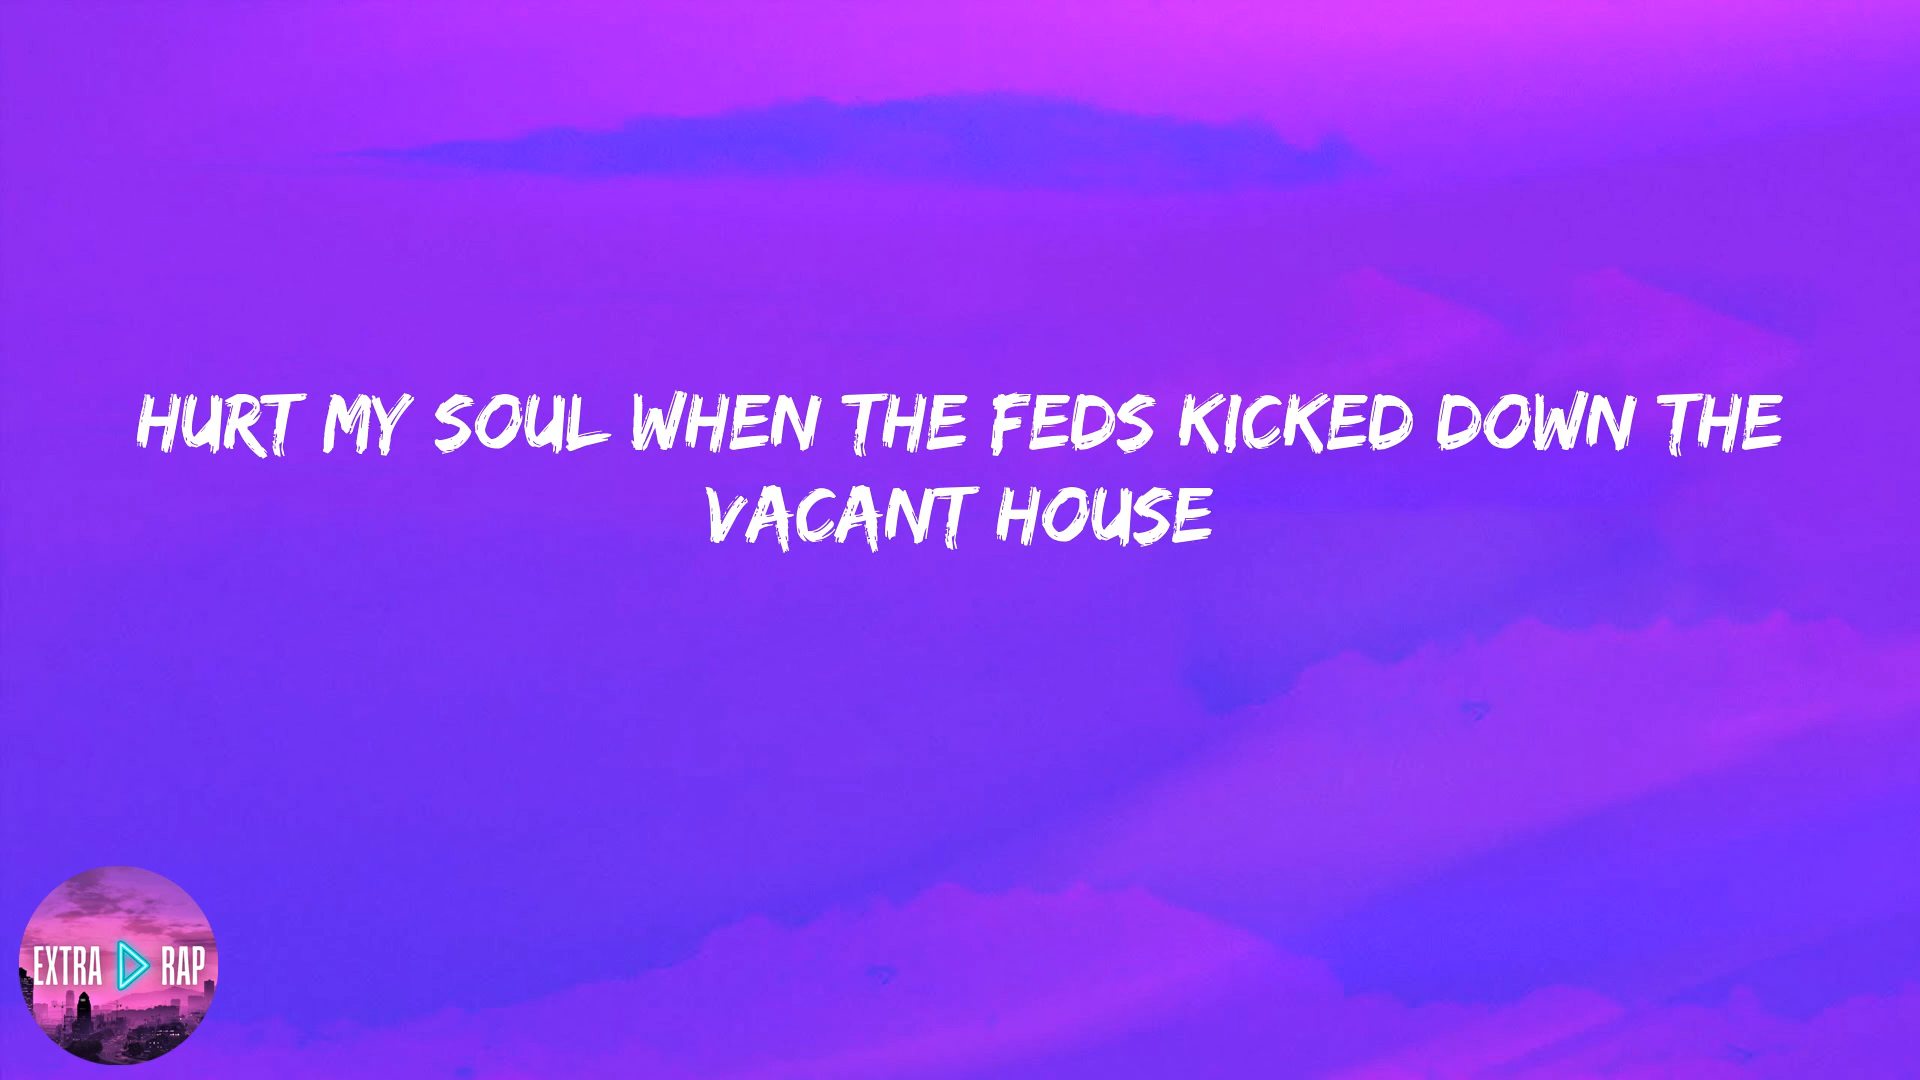 HURT MY SOUL WHEN THE FEDS KICKED DOWN THE
VACANT HOUSE
EXTRA RAP